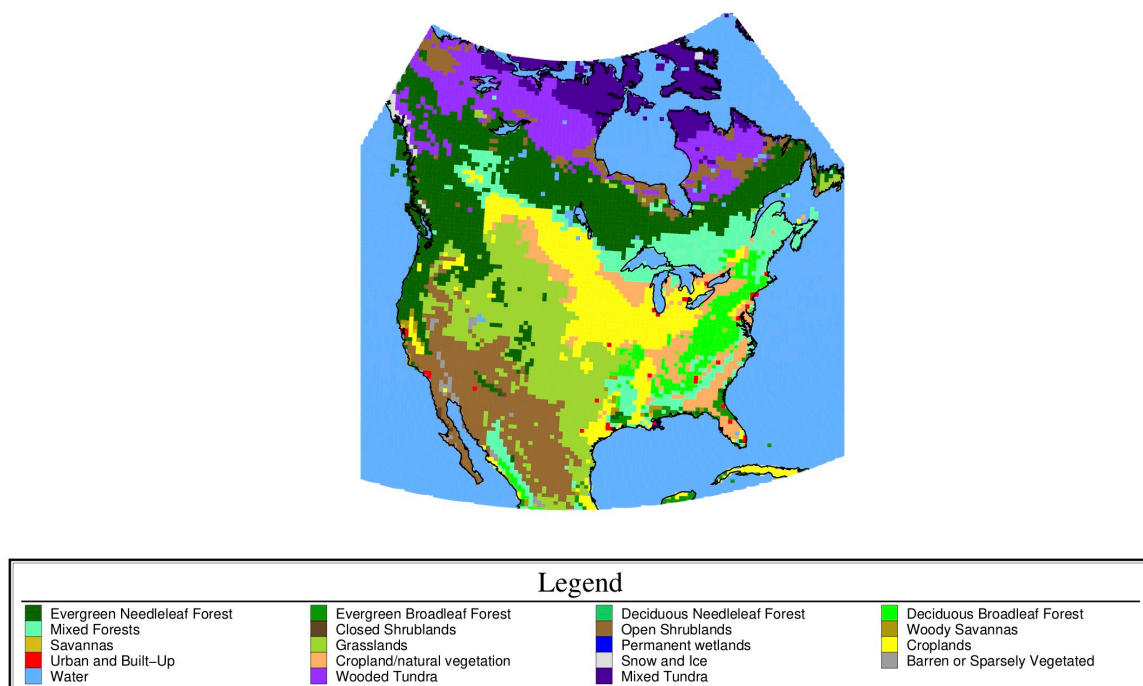 Legend
Evergreen Needleleaf Forest Evergreen Broadleaf Forest Deciduous Needleleaf Forest Deciduous Broadleaf Forest
Mixed Forests Closed Shrublands Open Shrublands Woody Savannas
Savannas Grasslands Permanent wetlands Croplands
Urban and Built−Up Cropland/natural vegetation Snow and Ice Barren or Sparsely Vegetated
Water Wooded Tundra Mixed Tundra